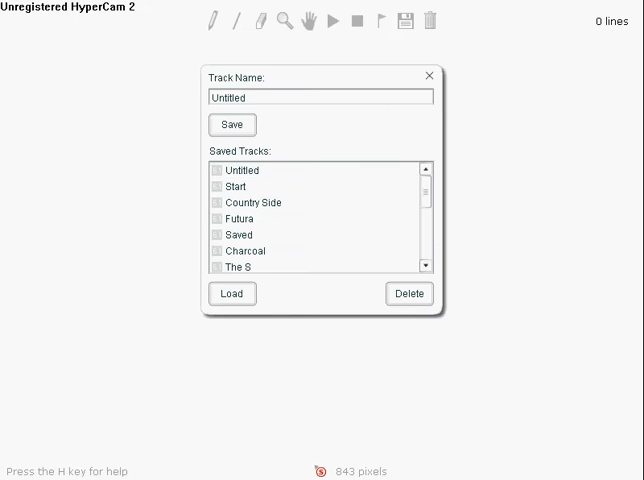 Unregistered HyperCam 2
0 lines
Track Name:
Untitled
Save
Saved Tracks:
Untitled
Start
Country Side
Futura
Saved
Charcoal
The S
Load
Delete
Press the H key for help
843 pixels